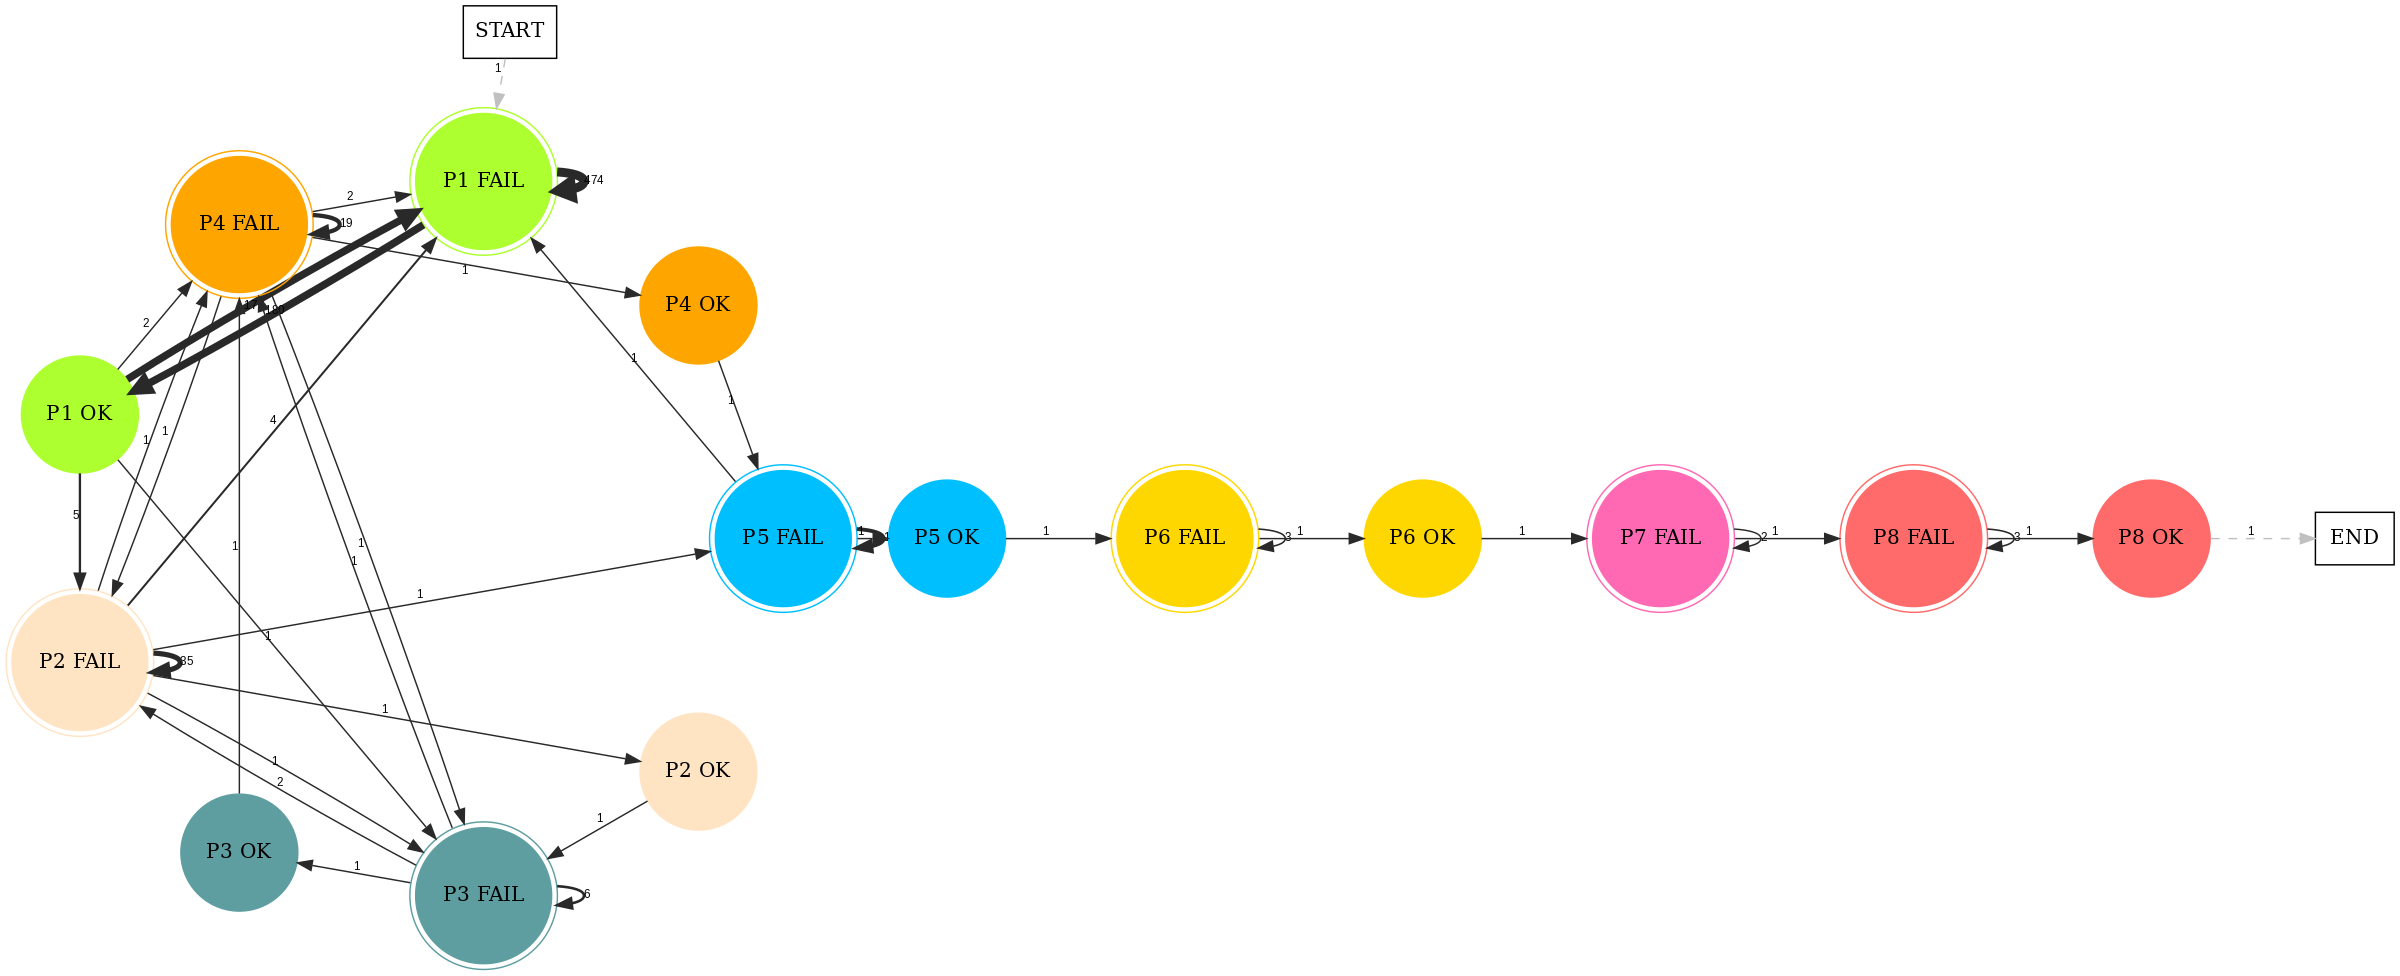 START
1
P1 FAIL
474
P4 FAIL
2
19
1
P4 OK
2
189
1
P1 OK
1
1
1
4
5
1
1
1
P5 FAIL
1
P5 OK
1
P6 FAIL
1
3
P6 OK
1
P7 FAIL
1
2
P8 FAIL
1
3
P8 OK
1
END
1
1
1
P2 FAIL
35
1
1
2
P2 OK
1
P3 OK
1
P3 FAIL
6